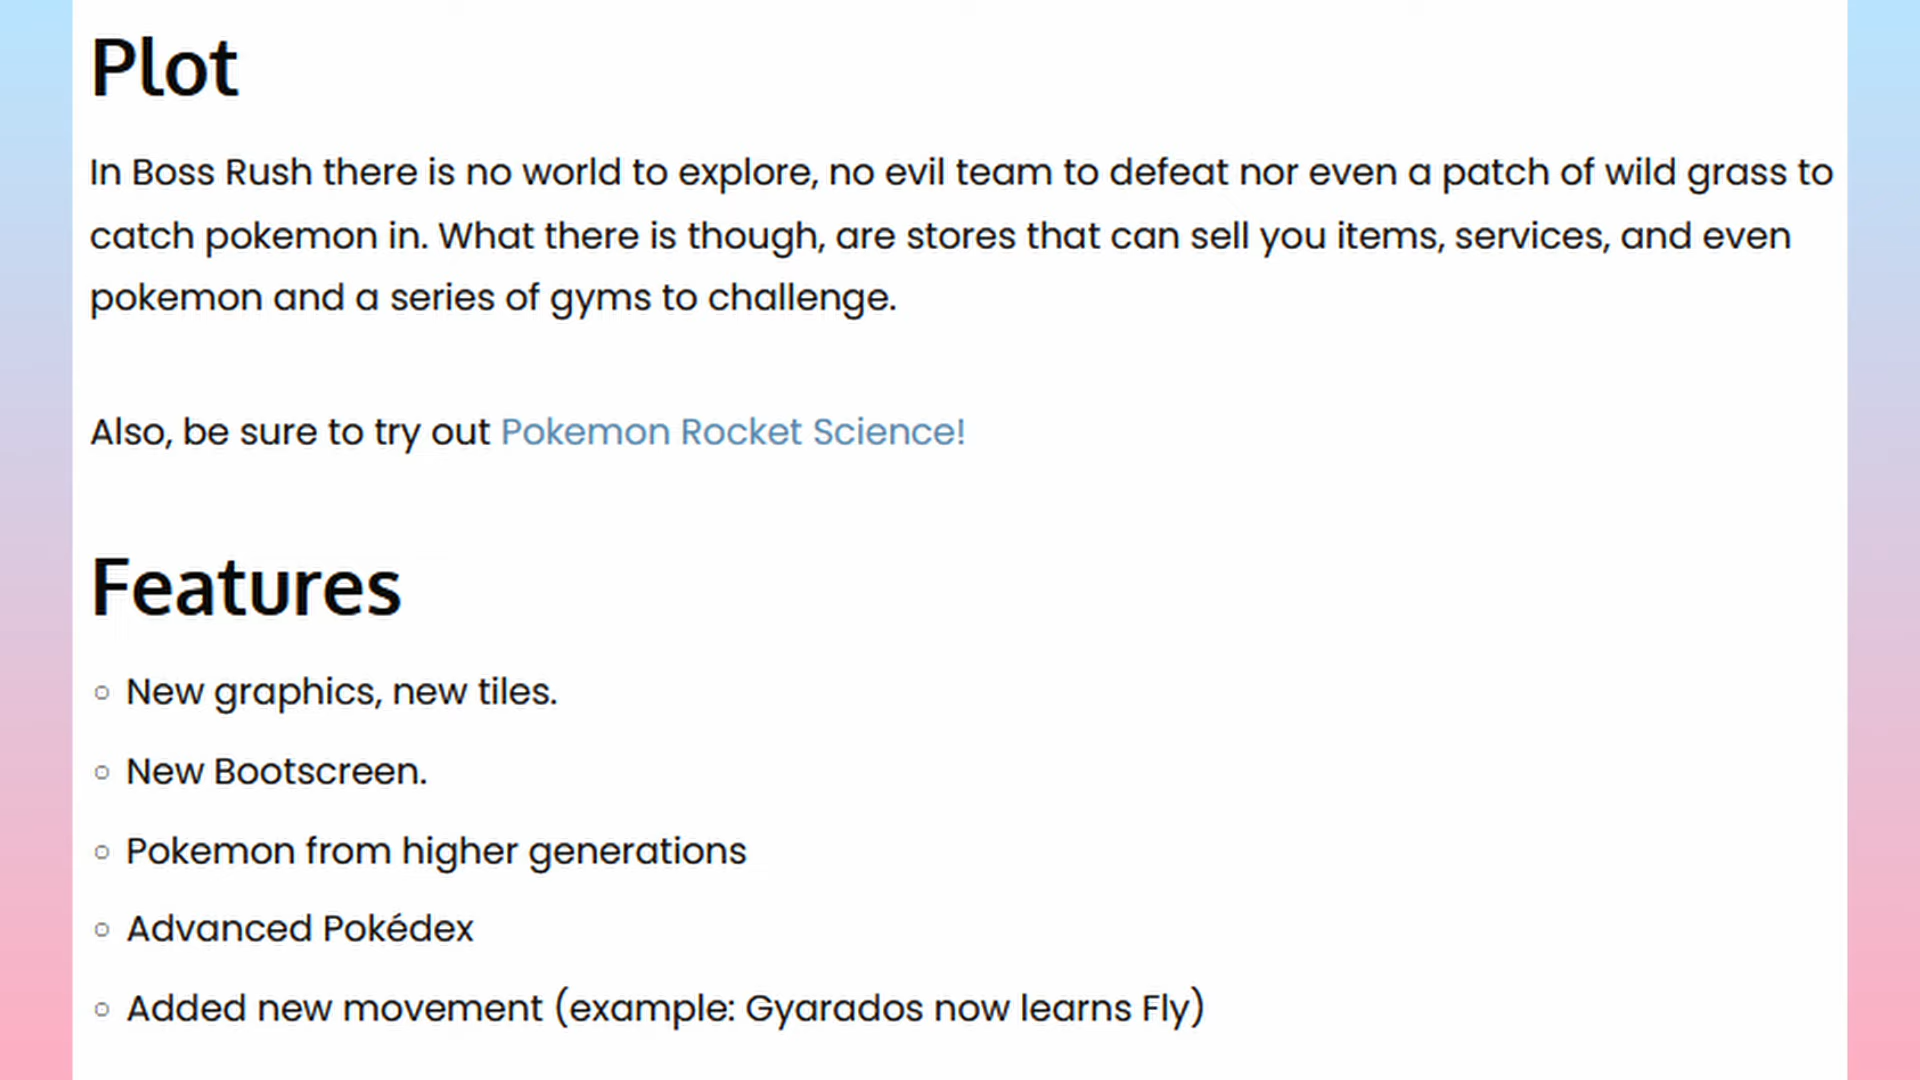 Plot
In Boss Rush there is no world to explore, no evil team to defeat nor even a patch of wild grass to
catch pokemon in. What there is though, are stores that can sell you items, services, and even
pokemon and a series of gyms to challenge.
Also, be sure to try out Pokemon Rocket Science!
Features
New graphics, new tiles.
New Bootscreen.
Pokemon from higher generations
Advanced Pokédex
Added new movement (example: Gyarados now learns Fly)